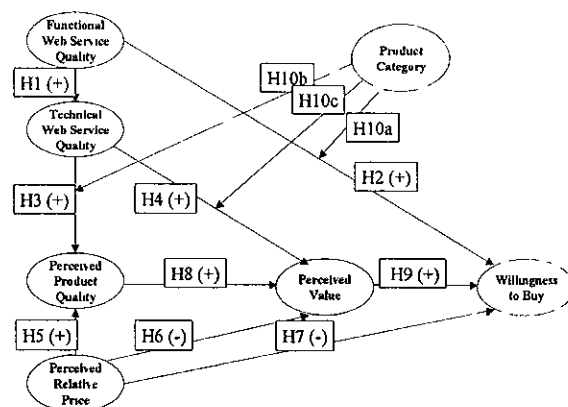 Functional
Web Service
Quality
Product
Category
H1 (+)
H10b
H10c
H10a
Technical
Web Service
Quality
H3 (+)
H4 (+)
H2 (+)
Perceived
Product
Quality
H8 (+)
Perceived
Value
H9 (+)
Willingness
to Buy
H5 (+)
H6 (-)
H7 (-)
Perceived
Relative
Price